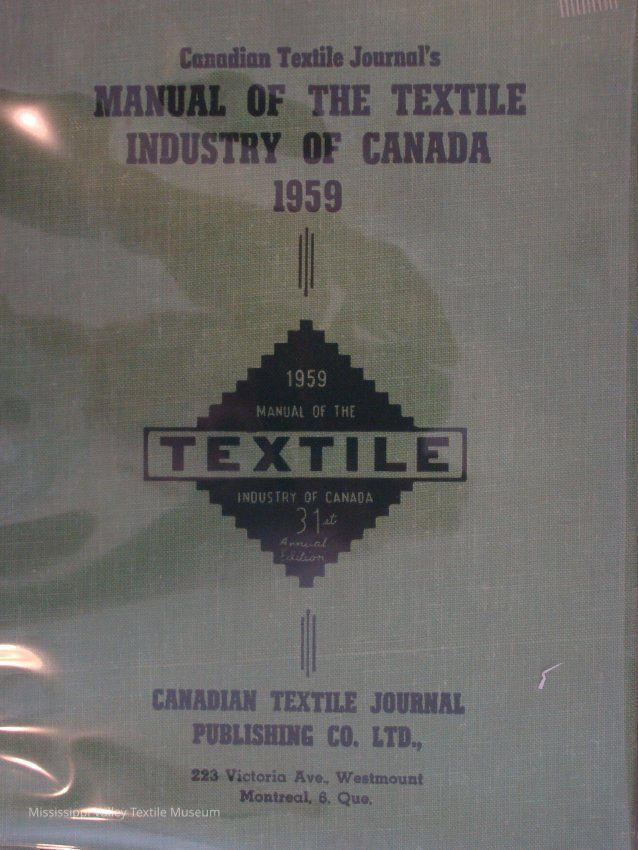 Canadian Textile Journal's
MANUAL OF THE TEXTILE
INDUSTRY OF CANADA
1959
1959
MANUAL OF THE
TEXTILE
INDUSTRY OF CANADA
31st
Annual
Edition
CANADIAN TEXTILE JOURNAL
PUBLISHING CO. LTD.,
223 Victoria Ave., Westmount
Montreal, 6, Que.
Mississippi Valley Textile Museum